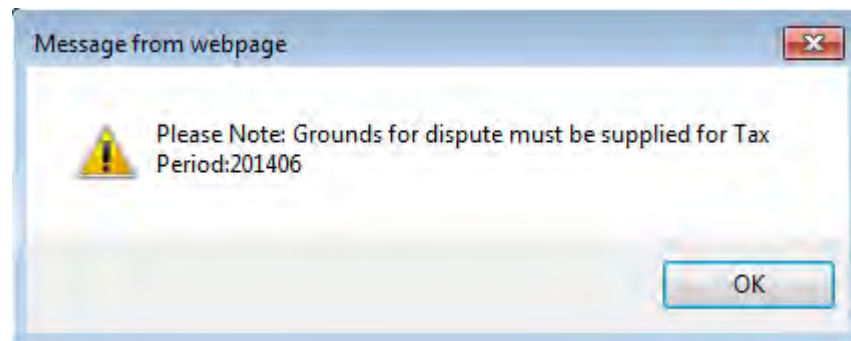 Message from webpage
Please Note: Grounds for dispute must be supplied for Tax
Period:201406
OK